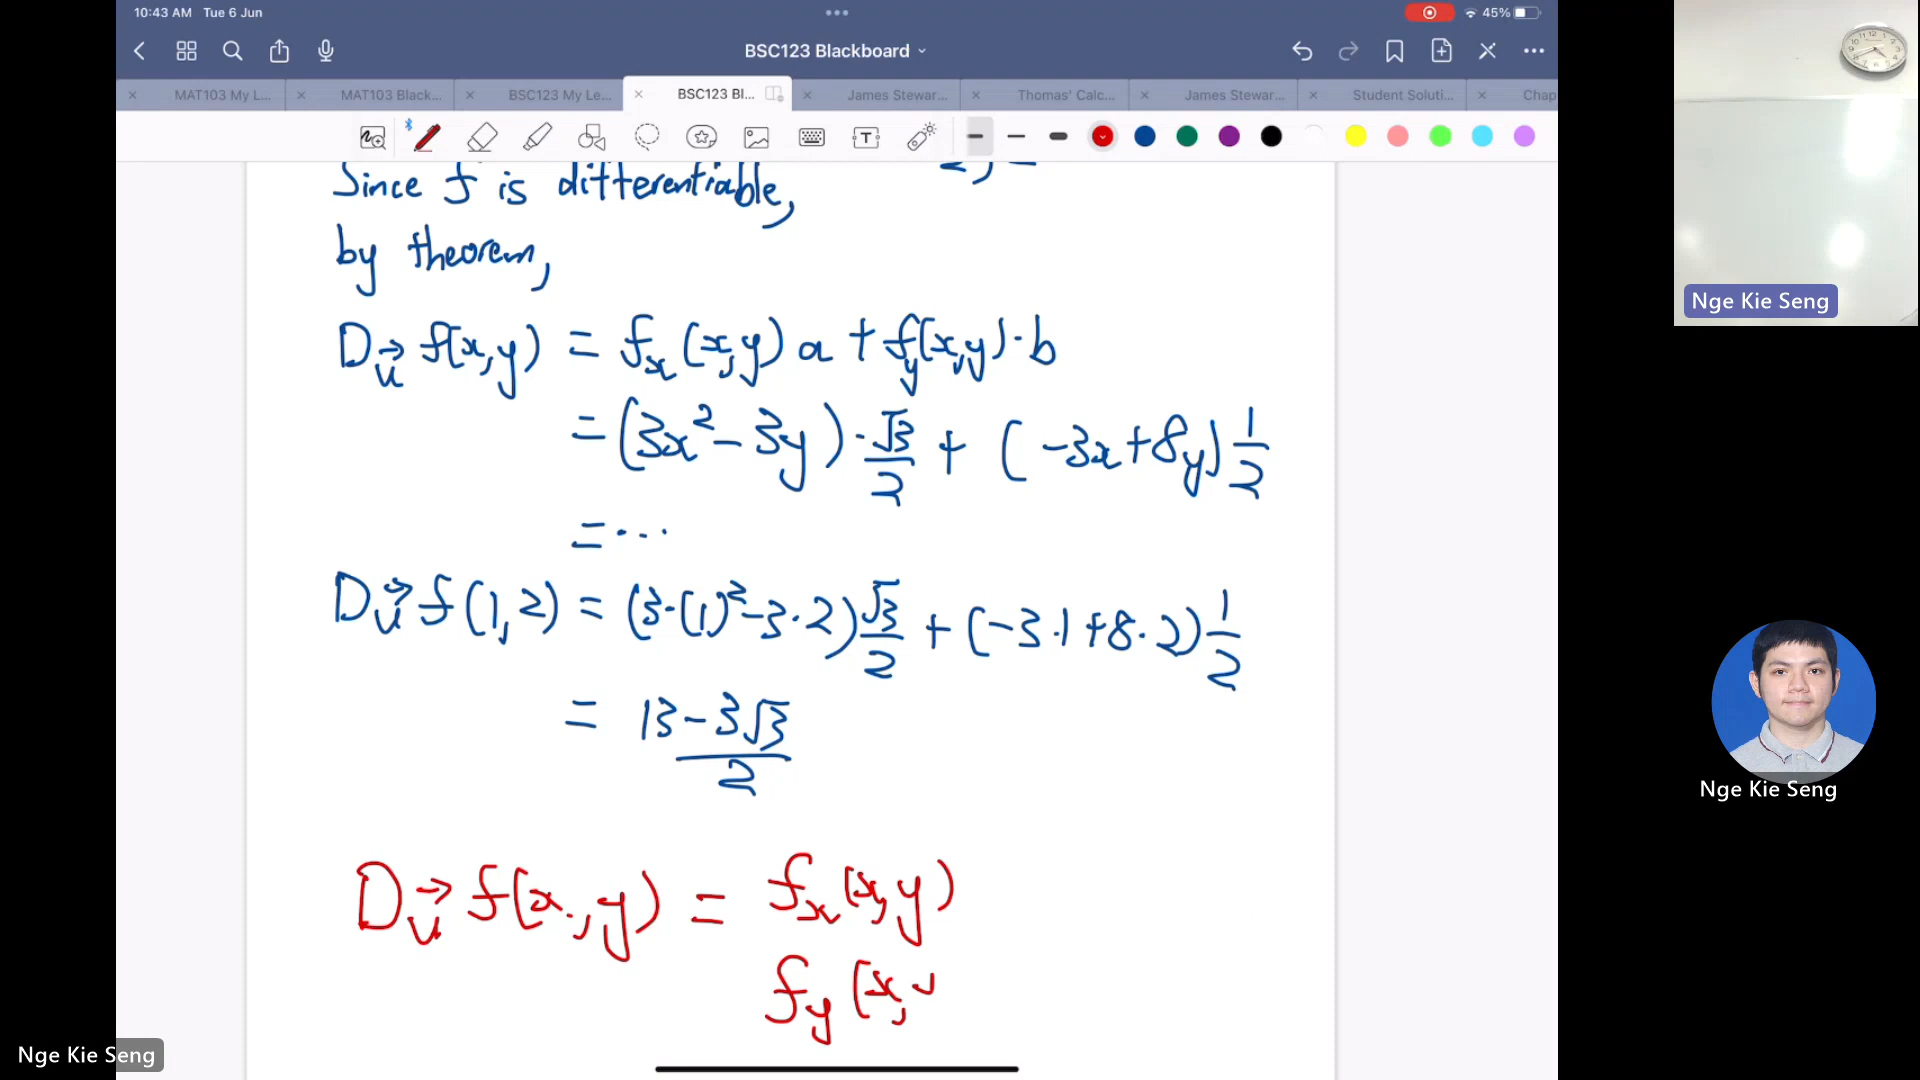 10:43 AM Tue 6 Jun
45%
BSC123 Blackboard
MAT103 My L...
MAT103 Black...
BSC123 My Le...
BSC123 Bl...
James Stewar...
Thomas' Calc...
James Stewar...
Student Soluti...
Chap
Since f is differentiable,
by theorem,
D_u⃗ f(x,y) = f_x(x,y) a + f_y(x,y)·b
= (3x² - 3y)·√3/2 + (-3x+8y) 1/2
= ...
D_u⃗ f(1,2) = (3·(1)² - 3·2) √3/2 + (-3·1+8·2) 1/2
= 13-3√3/2
D_u⃗ f(x,y) = f_x(x,y)
f_y(x,
Nge Kie Seng
Nge Kie Seng
Nge Kie Seng